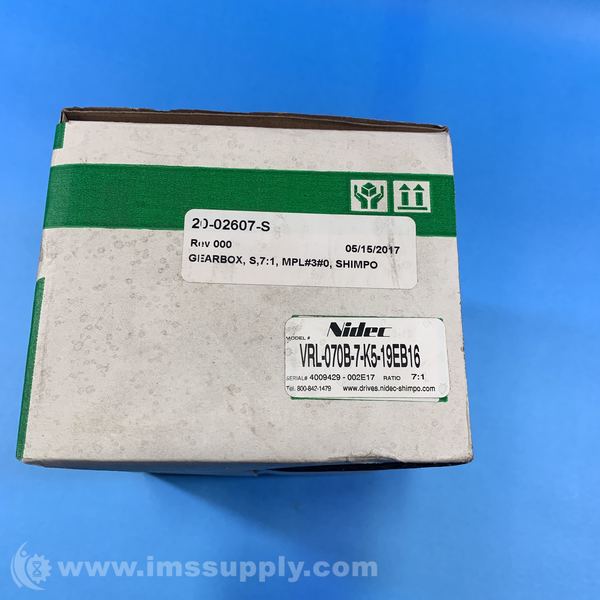 20-02607-S
Rev 000 05/15/2017
GEARBOX, S,7:1, MPL#3#0, SHIMPO
Nidec
MODEL #
VRL-070B-7-K5-19EB16
SERIAL# 4009429 - 002E17 RATIO 7:1
Tel. 800-842-1479 www.drives.nidec-shimpo.com
www.imssupply.com